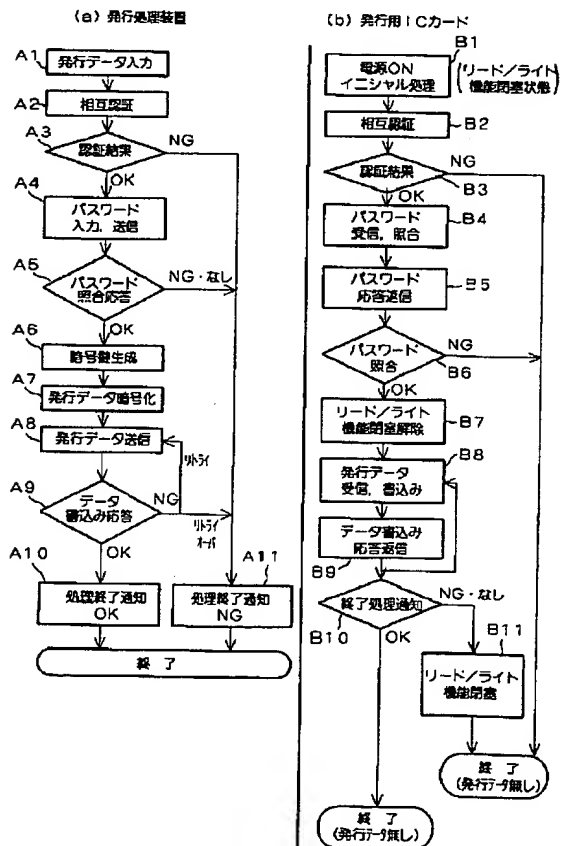 (a) 発行処理装置
A1
発行データ入力
A2
相互認証
A3
認証結果
NG
OK
A4
パスワード
入力，送信
A5
パスワード
照合応答
NG・なし
OK
A6
暗号鍵生成
A7
発行データ暗号化
A8
発行データ送信
リトライ
A9
データ
書込み応答
NG
リトライ
オーバ
OK
A10
処理終了通知
OK
A11
処理終了通知
NG
終了
(b) 発行用ICカード
B1
電源ON
イニシャル処理
(リード／ライト
機能閉塞状態)
相互認証
B2
認証結果
NG
B3
OK
パスワード
受信，照合
B4
パスワード
応答返信
B5
パスワード
照合
NG
B6
OK
リード／ライト
機能閉塞解除
B7
発行データ
受信，書込み
B8
データ書込み
応答返信
B9
終了処理通知
NG・なし
B10
OK
B11
リード／ライト
機能閉塞
終了
(発行データ無し)
終了
(発行データ無し)